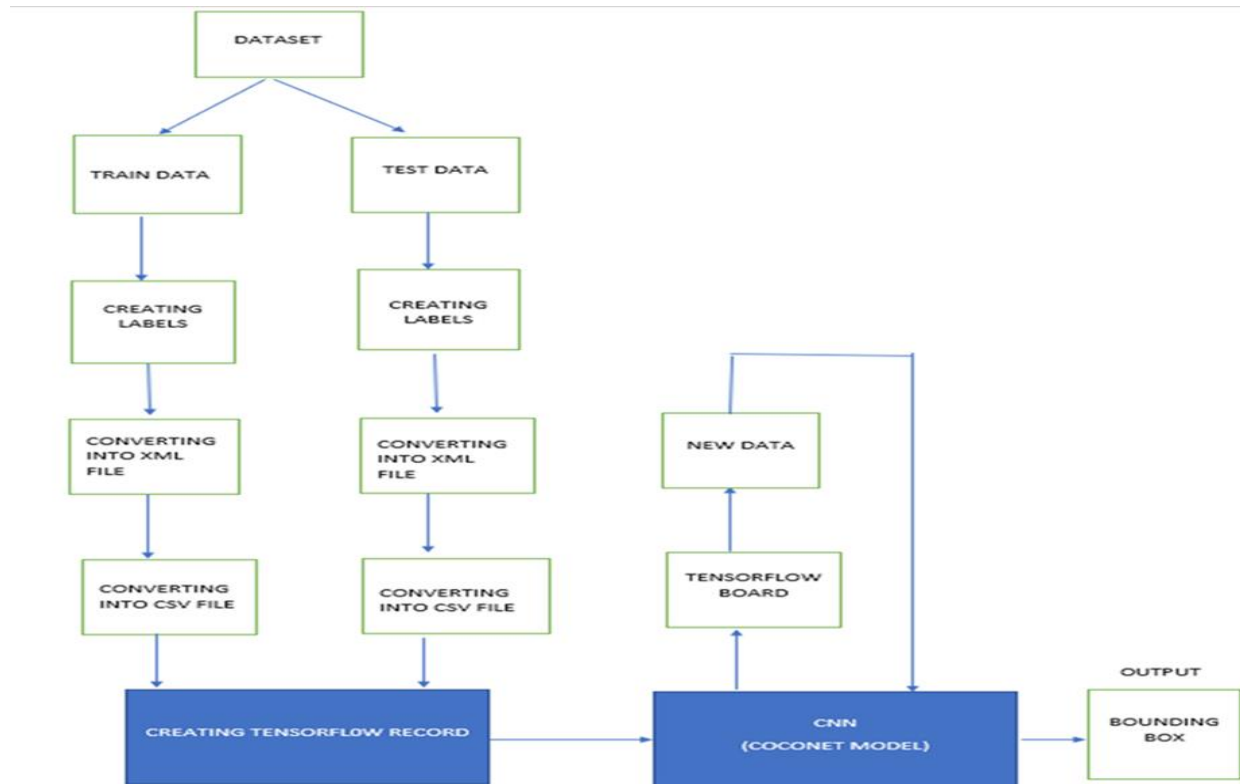 DATASET
TRAIN DATA
TEST DATA
CREATING
LABELS
CREATING
LABELS
CONVERTING
INTO XML
FILE
CONVERTING
INTO XML
FILE
NEW DATA
CONVERTING
INTO CSV FILE
CONVERTING
INTO CSV FILE
TENSORFLOW
BOARD
CREATING TENSORFL0W RECORD
CNN
(COCONET MODEL)
OUTPUT
BOUNDING
BOX